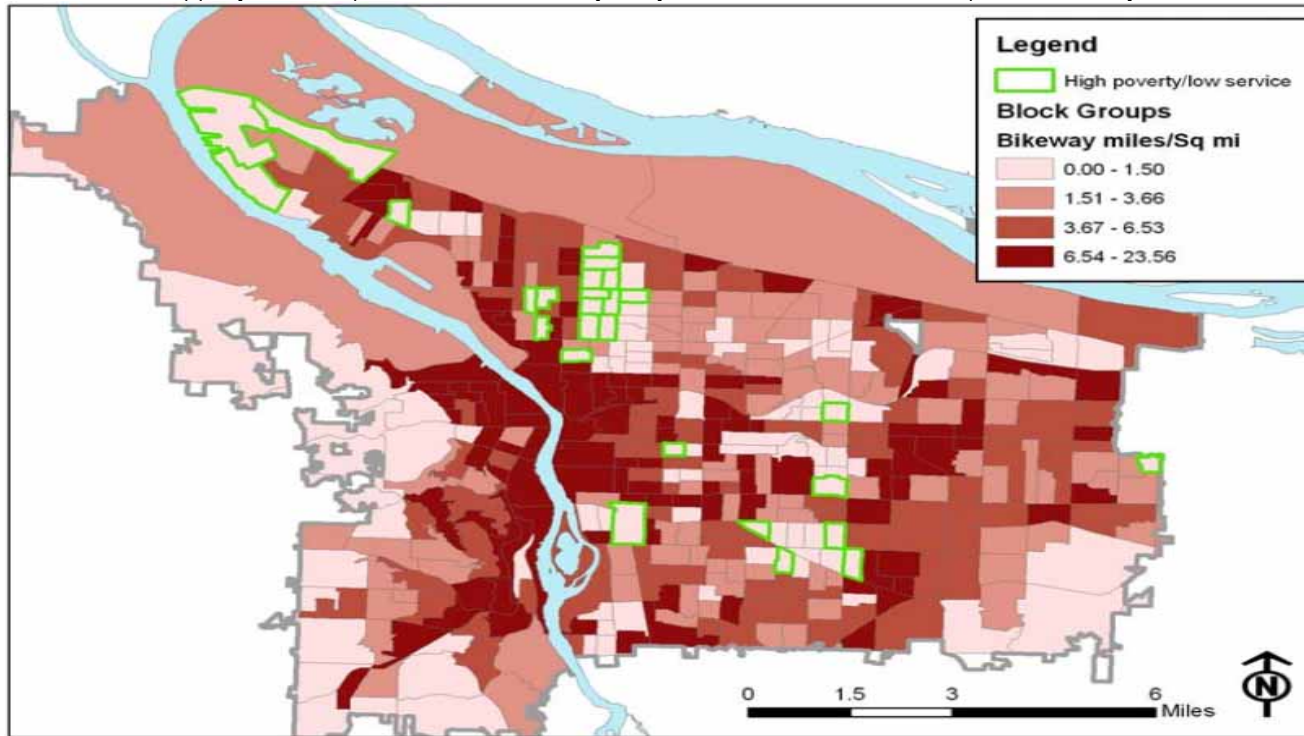 Legend
High poverty/low service
Block Groups
Bikeway miles/Sq mi
0.00 - 1.50
1.51 - 3.66
3.67 - 6.53
6.54 - 23.56
0 1.5 3 6
Miles
N